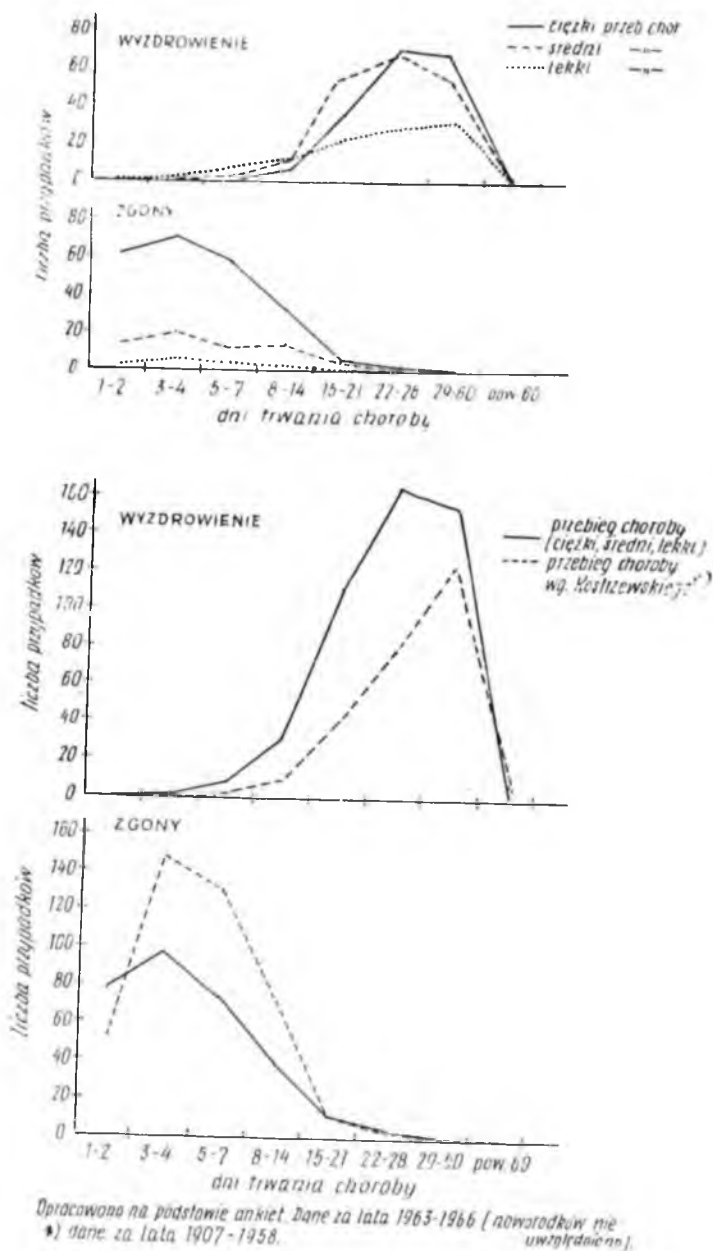 80
60
40
20
0
WYZDROWIENIE
ciężki przeb chor
średni —„—
lekki —„—
liczba przypadków
80
60
40
20
0
ZGONY
1-2 3-4 5-7 8-14 15-21 22-28 29-60 pow. 60
dni trwania choroby
160
140
120
100
80
60
40
20
0
WYZDROWIENIE
przebieg choroby
(ciężki, średni, lekki)
przebieg choroby
wg. Kostrzewskiego*)
liczba przypadków
160
140
120
100
80
60
40
20
0
ZGONY
liczba przypadków
1-2 3-4 5-7 8-14 15-21 22-28 29-60 pow. 60
dni trwania choroby
Opracowano na podstawie ankiet. Dane za lata 1963-1966 (noworodków nie
*) dane za lata 1907-1958. uwzględniono).